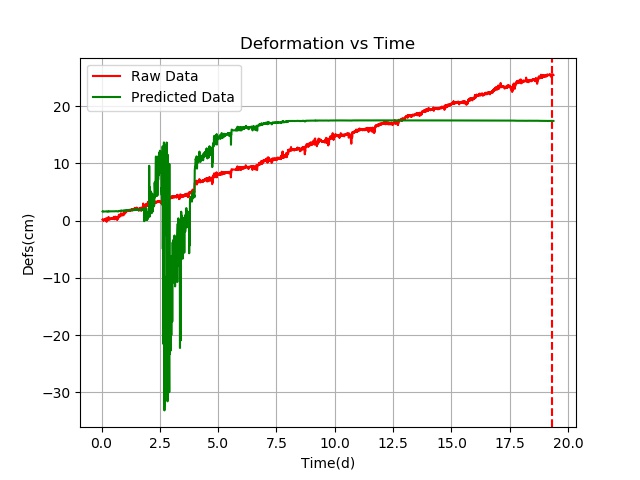 Deformation vs Time
Raw Data
Predicted Data
Defs(cm)
20
10
0
−10
−20
−30
0.0 2.5 5.0 7.5 10.0 12.5 15.0 17.5 20.0
Time(d)